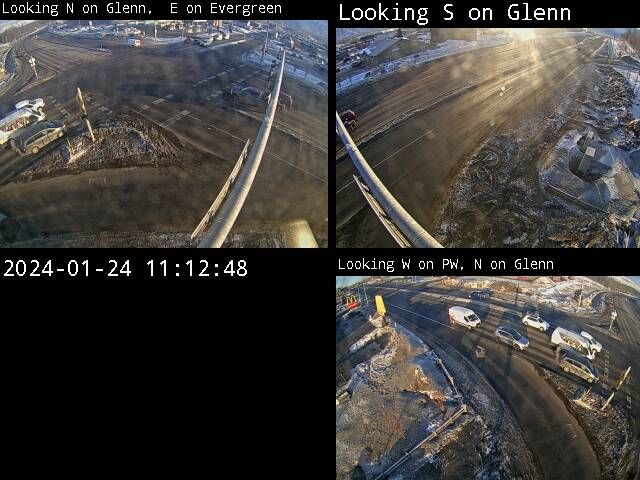 Looking N on Glenn, E on Evergreen
Looking S on Glenn
2024-01-24 11:12:48
Looking W on PW, N on Glenn